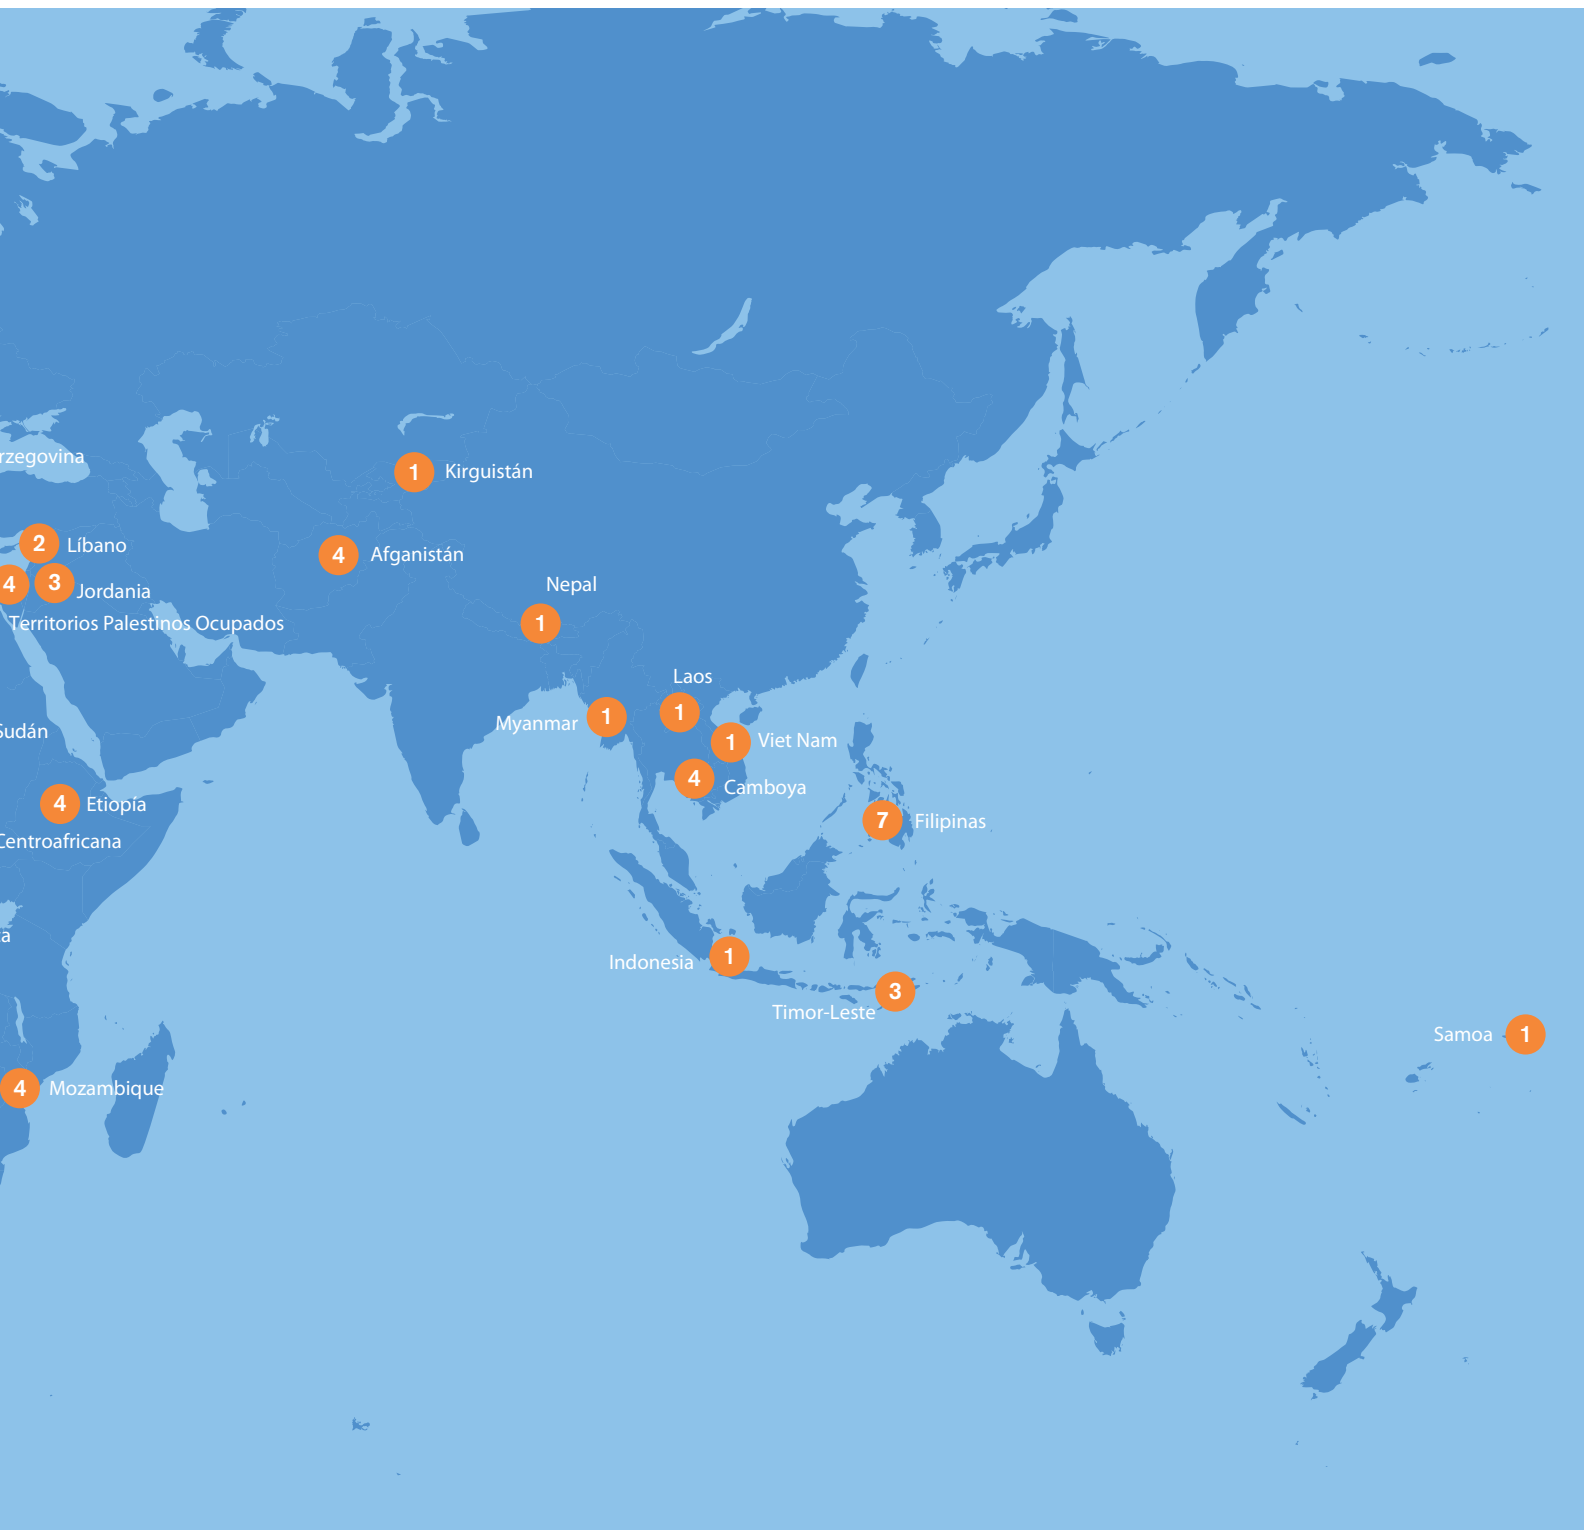 rzegovina
1 Kirguistán
2 Líbano
4 Afganistán
4
3 Jordania
Nepal
Territorios Palestinos Ocupados
1
Laos
1
Myanmar 1
Sudán
1 Viet Nam
4 Camboya
4 Etiopía
7 Filipinas
Centroafricana
ta
Indonesia 1
3
Timor-Leste
Samoa 1
4 Mozambique